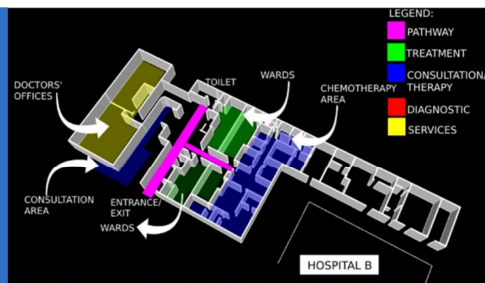 LEGEND:
PATHWAY
TREATMENT
CONSULTATION/
THERAPY
DIAGNOSTIC
SERVICES
TOILET
WARDS
CHEMOTHERAPY
AREA
DOCTORS'
OFFICES
CONSULTATION
AREA
ENTRANCE/
EXIT
WARDS
HOSPITAL B